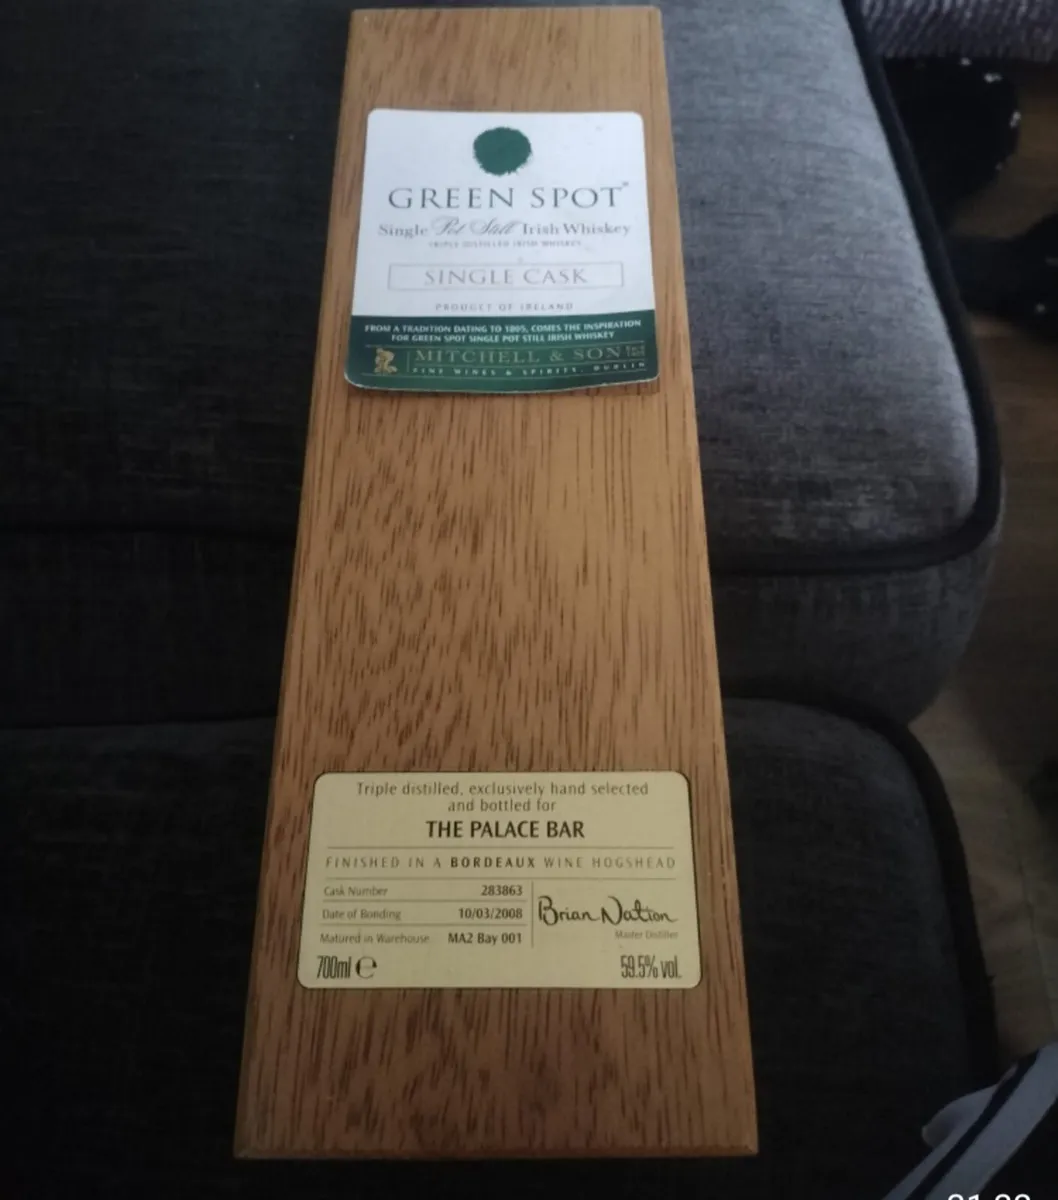 GREEN SPOT
Single Pot Still Irish Whiskey
TRIPLE DISTILLED IRISH WHISKEY
SINGLE CASK
PRODUCT OF IRELAND
FROM A TRADITION DATING TO 1805, COMES THE INSPIRATION
FOR GREEN SPOT SINGLE POT STILL IRISH WHISKEY
MITCHELL & SON
FINE WINES & SPIRITS, DUBLIN
Triple distilled, exclusively hand selected
and bottled for
THE PALACE BAR
FINISHED IN A BORDEAUX WINE HOGSHEAD
Cask Number 283863
Date of Bonding 10/03/2008
Matured in Warehouse MA2 Bay 001
Brian Nation
Master Distiller
700ml e 59.5% vol.